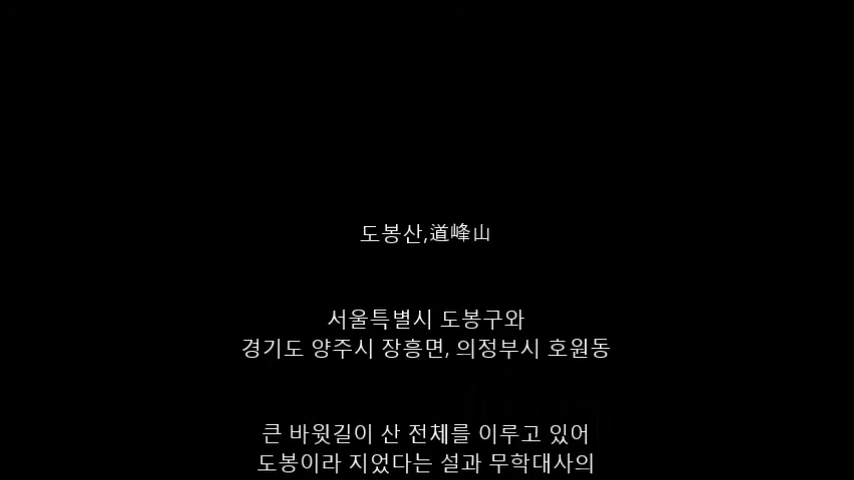 도봉산,道峰山
서울특별시 도봉구와
경기도 양주시 장흥면, 의정부시 호원동
큰 바윗길이 산 전체를 이루고 있어
도봉이라 지었다는 설과 무학대사의